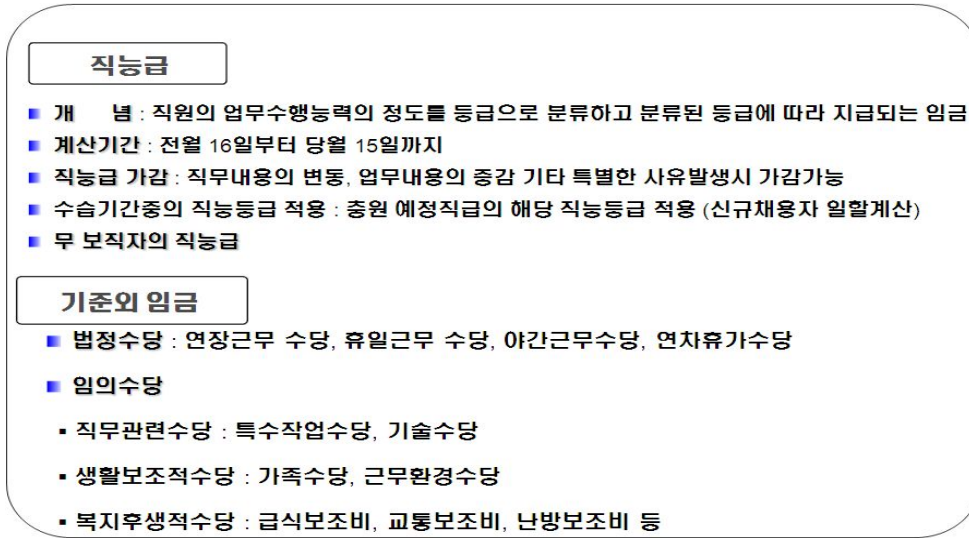 직능급
개 념 : 직원의 업무수행능력의 정도를 등급으로 분류하고 분류된 등급에 따라 지급되는 임금
계산기간 : 전월 16일부터 당월 15일까지
직능급 가감 : 직무내용의 변동, 업무내용의 증감 기타 특별한 사유발생시 가감가능
수습기간중의 직능등급 적용 : 충원 예정직급의 해당 직능등급 적용 (신규채용자 일할계산)
무 보직자의 직능급
기준외 임금
법정수당 : 연장근무 수당, 휴일근무 수당, 야간근무수당, 연차휴가수당
임의수당
직무관련수당 : 특수작업수당, 기술수당
생활보조적수당 : 가족수당, 근무환경수당
복지후생적수당 : 급식보조비, 교통보조비, 난방보조비 등